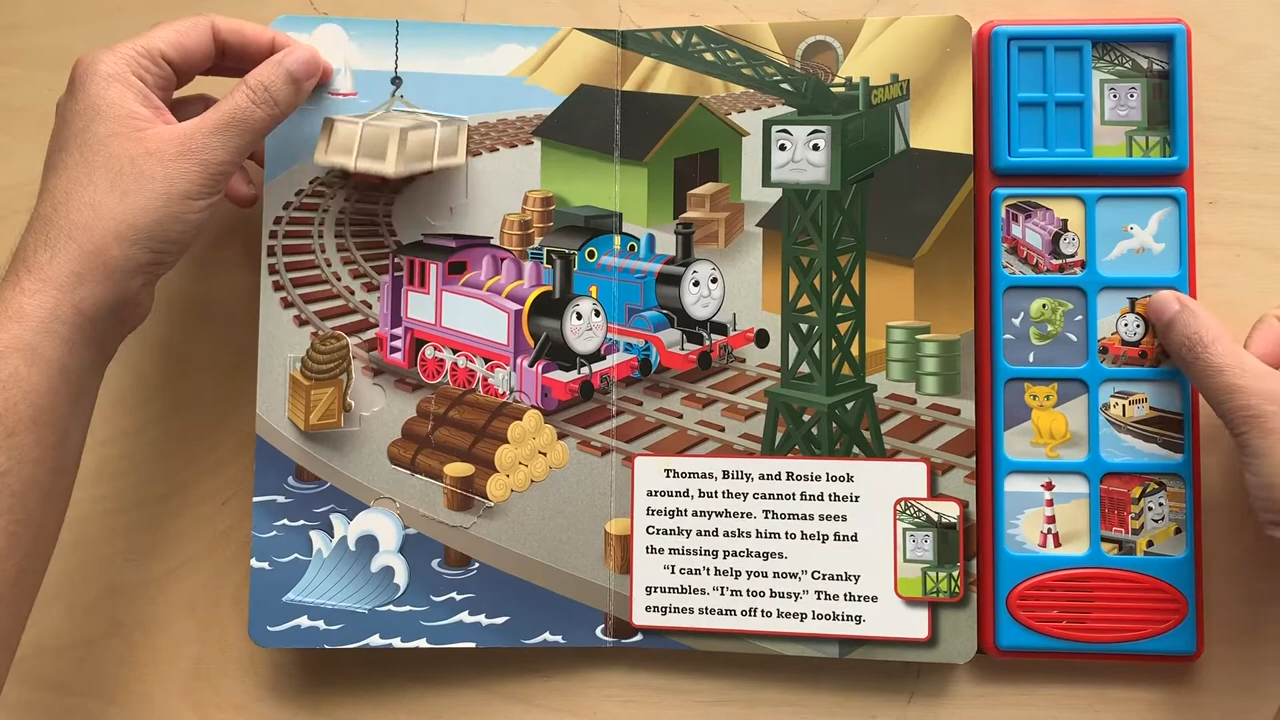 CRANKY
1
Thomas, Billy, and Rosie look
around, but they cannot find their
freight anywhere. Thomas sees
Cranky and asks him to help find
the missing packages.
“I can’t help you now,” Cranky
grumbles. “I’m too busy.” The three
engines steam off to keep looking.